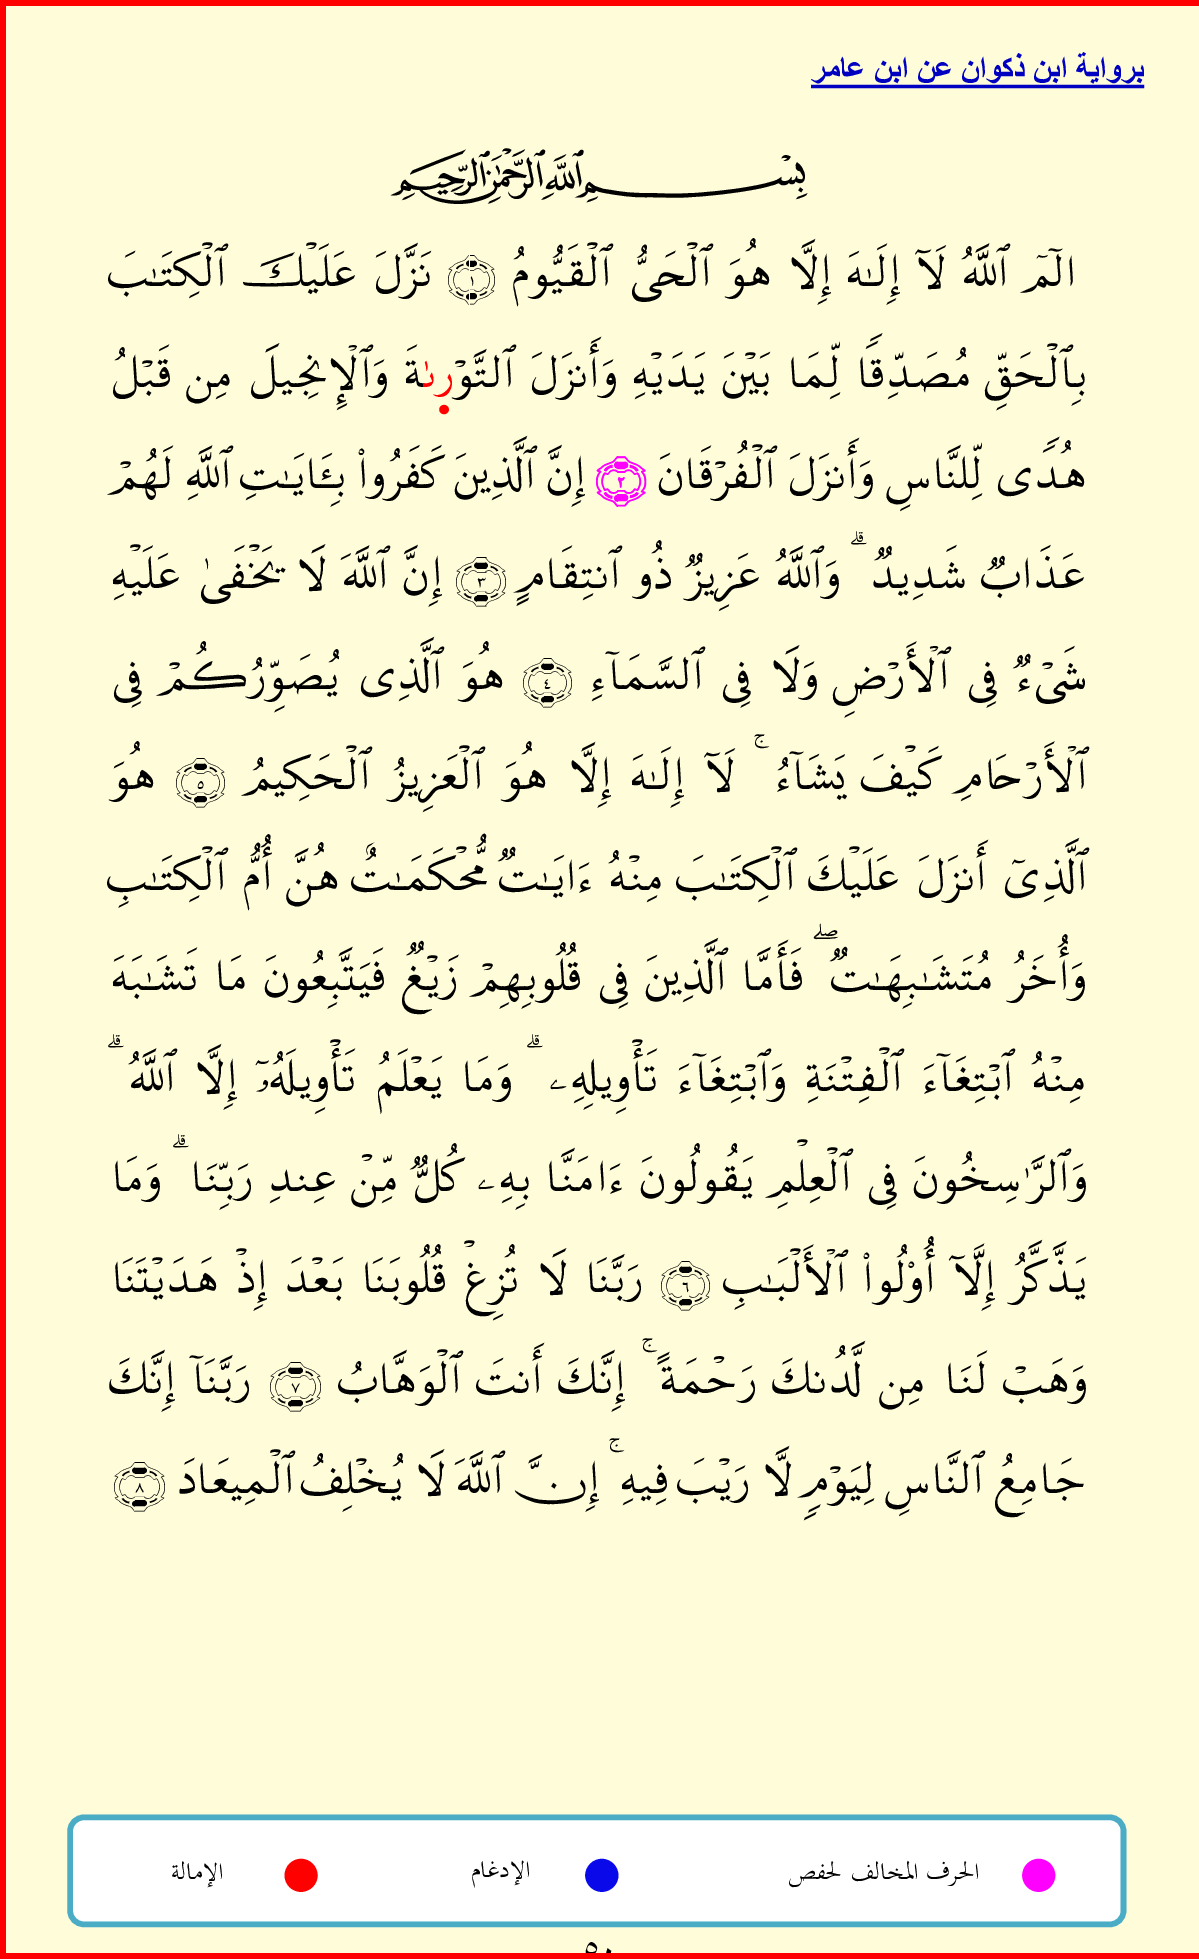 برواية ابن ذكوان عن ابن عامر
بِسْمِ ٱللَّهِ ٱلرَّحْمَٰنِ ٱلرَّحِيمِ
الٓمٓ ٱللَّهُ لَآ إِلَـٰهَ إِلَّا هُوَ ٱلْحَىُّ ٱلْقَيُّومُ ١ نَزَّلَ عَلَيْكَ ٱلْكِتَـٰبَ
بِٱلْحَقِّ مُصَدِّقًا لِّمَا بَيْنَ يَدَيْهِ وَأَنزَلَ ٱلتَّوْرىٰةَ وَٱلْإِنجِيلَ مِن قَبْلُ
هُدًى لِّلنَّاسِ وَأَنزَلَ ٱلْفُرْقَانَ ٢ إِنَّ ٱلَّذِينَ كَفَرُوا۟ بِـَٔايَـٰتِ ٱللَّهِ لَهُمْ
عَذَابٌ شَدِيدٌ ۗ وَٱللَّهُ عَزِيزٌ ذُو ٱنتِقَامٍ ٣ إِنَّ ٱللَّهَ لَا يَخْفَىٰ عَلَيْهِ
شَىْءٌ فِى ٱلْأَرْضِ وَلَا فِى ٱلسَّمَآءِ ٤ هُوَ ٱلَّذِى يُصَوِّرُكُمْ فِى
ٱلْأَرْحَامِ كَيْفَ يَشَآءُ ۚ لَآ إِلَـٰهَ إِلَّا هُوَ ٱلْعَزِيزُ ٱلْحَكِيمُ ٥ هُوَ
ٱلَّذِىٓ أَنزَلَ عَلَيْكَ ٱلْكِتَـٰبَ مِنْهُ ءَايَـٰتٌ مُّحْكَمَـٰتٌ هُنَّ أُمُّ ٱلْكِتَـٰبِ
وَأُخَرُ مُتَشَـٰبِهَـٰتٌ ۖ فَأَمَّا ٱلَّذِينَ فِى قُلُوبِهِمْ زَيْغٌ فَيَتَّبِعُونَ مَا تَشَـٰبَهَ
مِنْهُ ٱبْتِغَآءَ ٱلْفِتْنَةِ وَٱبْتِغَآءَ تَأْوِيلِهِۦ ۗ وَمَا يَعْلَمُ تَأْوِيلَهُۥٓ إِلَّا ٱللَّهُ ۗ
وَٱلرَّٰسِخُونَ فِى ٱلْعِلْمِ يَقُولُونَ ءَامَنَّا بِهِۦ كُلٌّ مِّنْ عِندِ رَبِّنَا ۗ وَمَا
يَذَّكَّرُ إِلَّآ أُو۟لُوا۟ ٱلْأَلْبَـٰبِ ٦ رَبَّنَا لَا تُزِغْ قُلُوبَنَا بَعْدَ إِذْ هَدَيْتَنَا
وَهَبْ لَنَا مِن لَّدُنكَ رَحْمَةً ۚ إِنَّكَ أَنتَ ٱلْوَهَّابُ ٧ رَبَّنَآ إِنَّكَ
جَامِعُ ٱلنَّاسِ لِيَوْمٍ لَّا رَيْبَ فِيهِ ۚ إِنَّ ٱللَّهَ لَا يُخْلِفُ ٱلْمِيعَادَ ٨
الحرف المخالف لحفص الإدغام الإمالة
٥٠